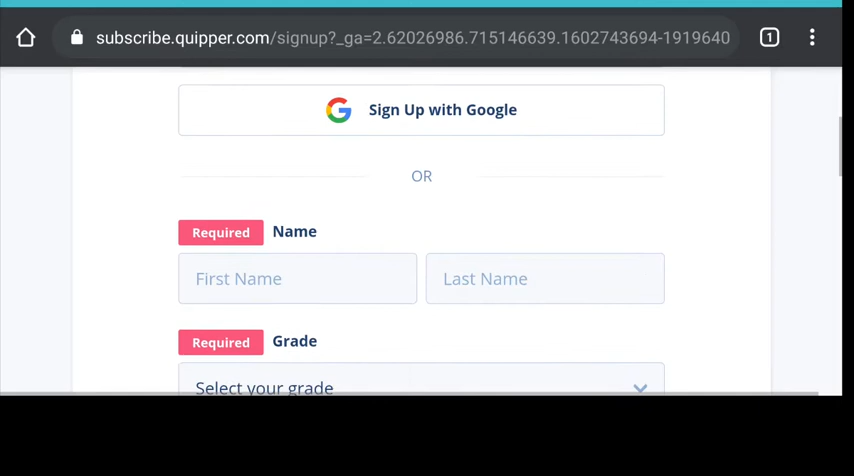 subscribe.quipper.com/signup?_ga=2.62026986.715146639.1602743694-1919640
1
Sign Up with Google
OR
Required Name
First Name Last Name
Required Grade
Select your grade